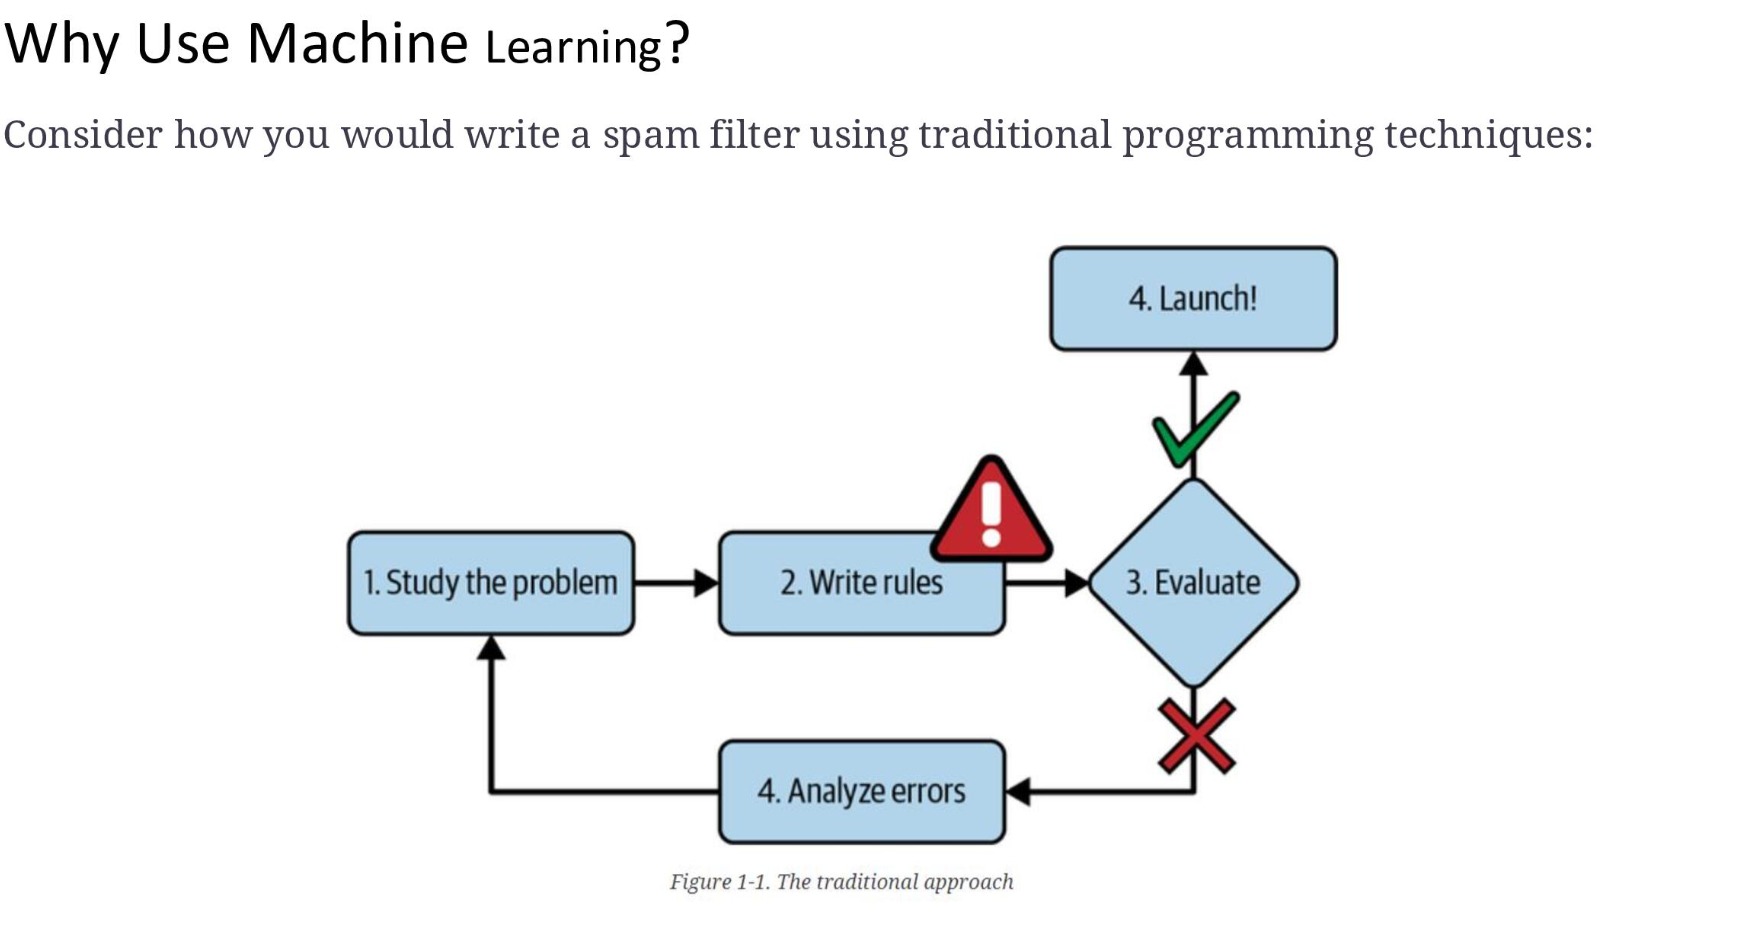 Why Use Machine Learning?
Consider how you would write a spam filter using traditional programming techniques:
4. Launch!
1. Study the problem
2. Write rules
3. Evaluate
4. Analyze errors
Figure 1-1. The traditional approach